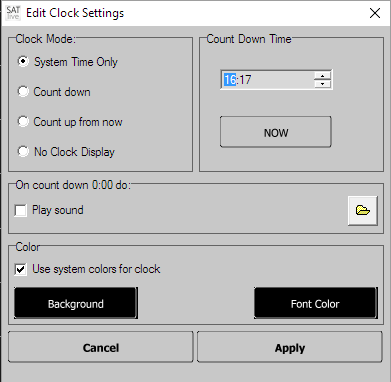 SAT
live
Edit Clock Settings
Clock Mode:
System Time Only
Count down
Count up from now
No Clock Display
Count Down Time
16:17
NOW
On count down 0:00 do:
Play sound
Color
Use system colors for clock
Background
Font Color
Cancel
Apply